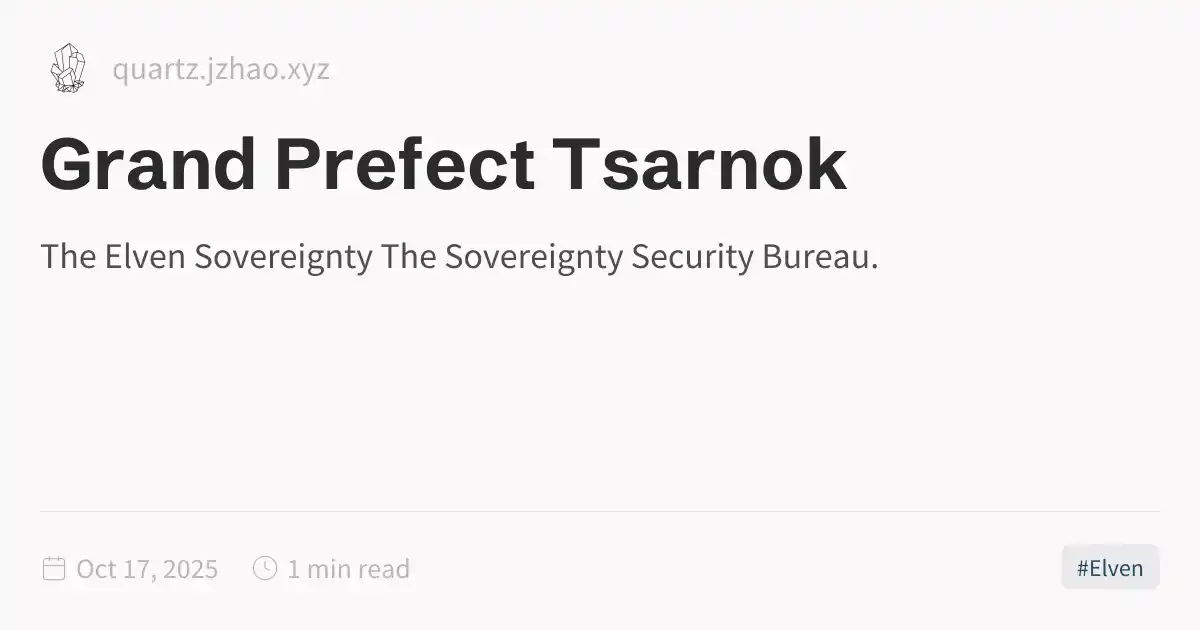 quartz.jzhao.xyz
Grand Prefect Tsarnok
The Elven Sovereignty The Sovereignty Security Bureau.
Oct 17, 2025 1 min read #Elven